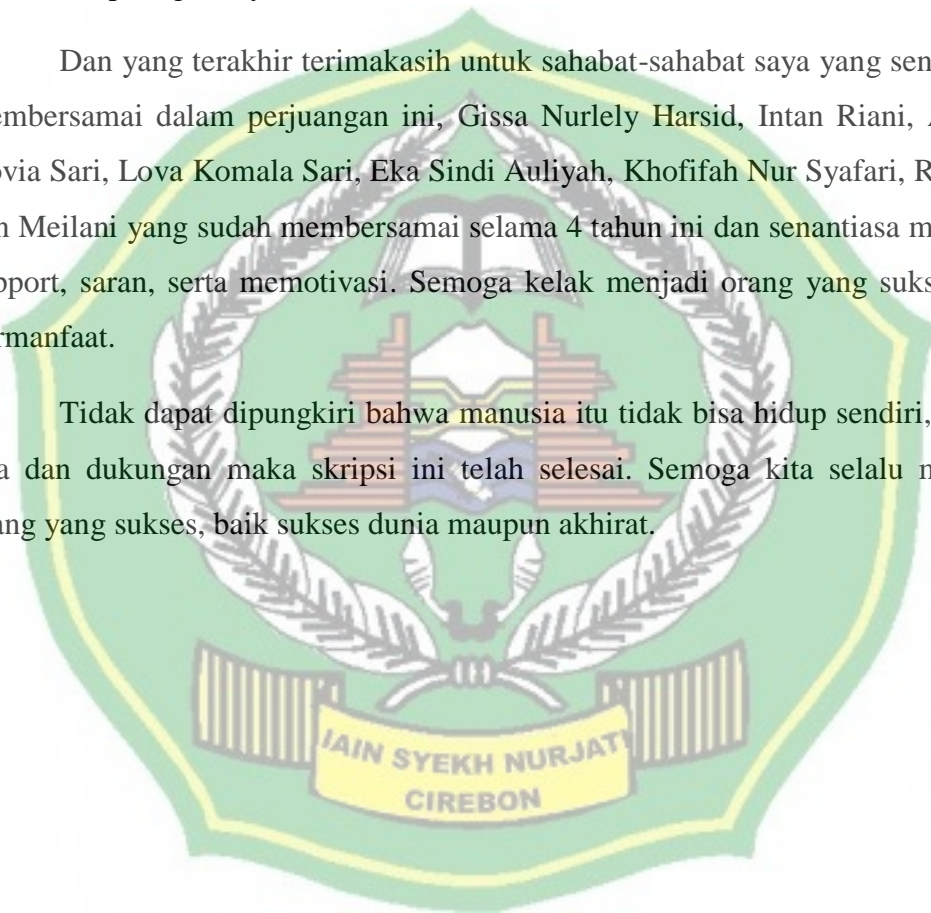 Dan yang terakhir terimakasih untuk sahabat-sahabat saya yang sen
embersamai dalam perjuangan ini, Gissa Nurlely Harsid, Intan Riani, A
ovia Sari, Lova Komala Sari, Eka Sindi Auliyah, Khofifah Nur Syafari, R
n Meilani yang sudah membersamai selama 4 tahun ini dan senantiasa m
pport, saran, serta memotivasi. Semoga kelak menjadi orang yang suks
rmanfaat.
Tidak dapat dipungkiri bahwa manusia itu tidak bisa hidup sendiri,
a dan dukungan maka skripsi ini telah selesai. Semoga kita selalu m
ang yang sukses, baik sukses dunia maupun akhirat.
IAIN SYEKH NURJATI
CIREBON